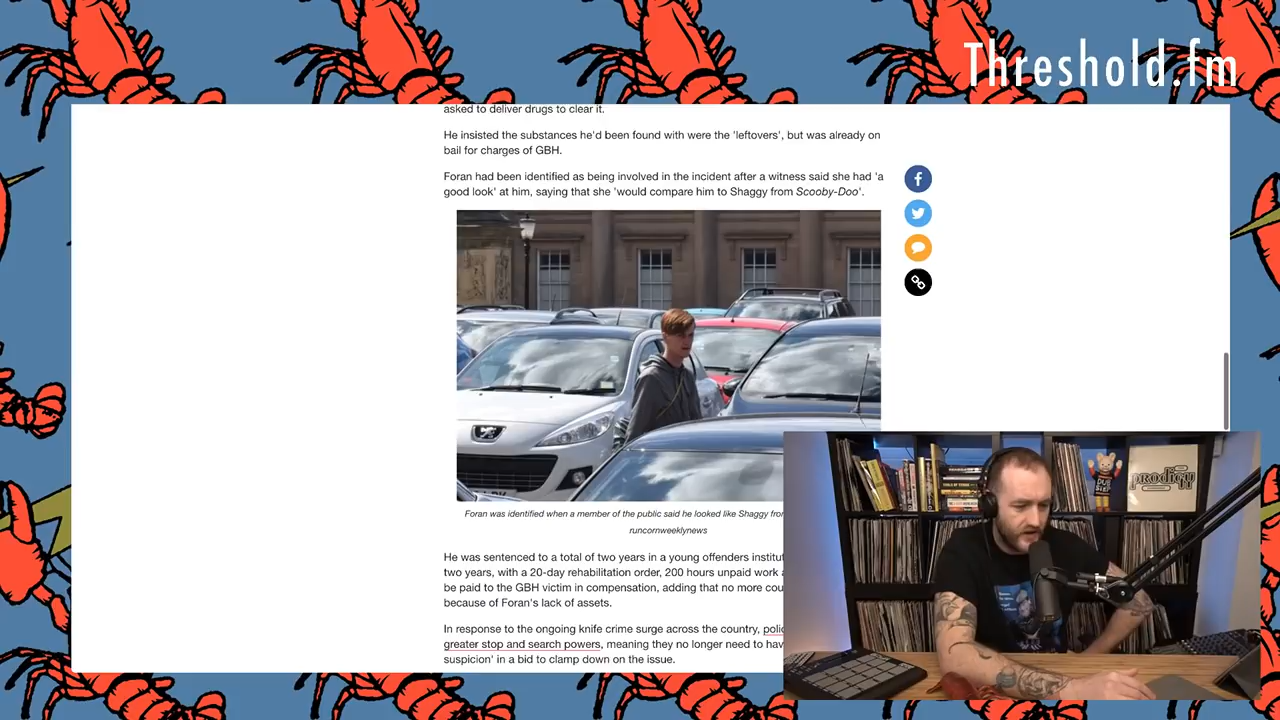 Threshold.fm
asked to deliver drugs to clear it.
He insisted the substances he'd been found with were the 'leftovers', but was already on
bail for charges of GBH.
Foran had been identified as being involved in the incident after a witness said she had 'a
good look' at him, saying that she 'would compare him to Shaggy from Scooby-Doo'.
Foran was identified when a member of the public said he looked like Shaggy
runcornweeklynews
He was sentenced to a total of two years in a young offenders
two years, with a 20-day rehabilitation order, 200 hours unpaid work
be paid to the GBH victim in compensation, adding that no more
because of Foran's lack of assets.
In response to the ongoing knife crime surge across the country,
greater stop and search powers, meaning they no longer need to
suspicion' in a bid to clamp down on the issue.
prodigy
DUB
STEP